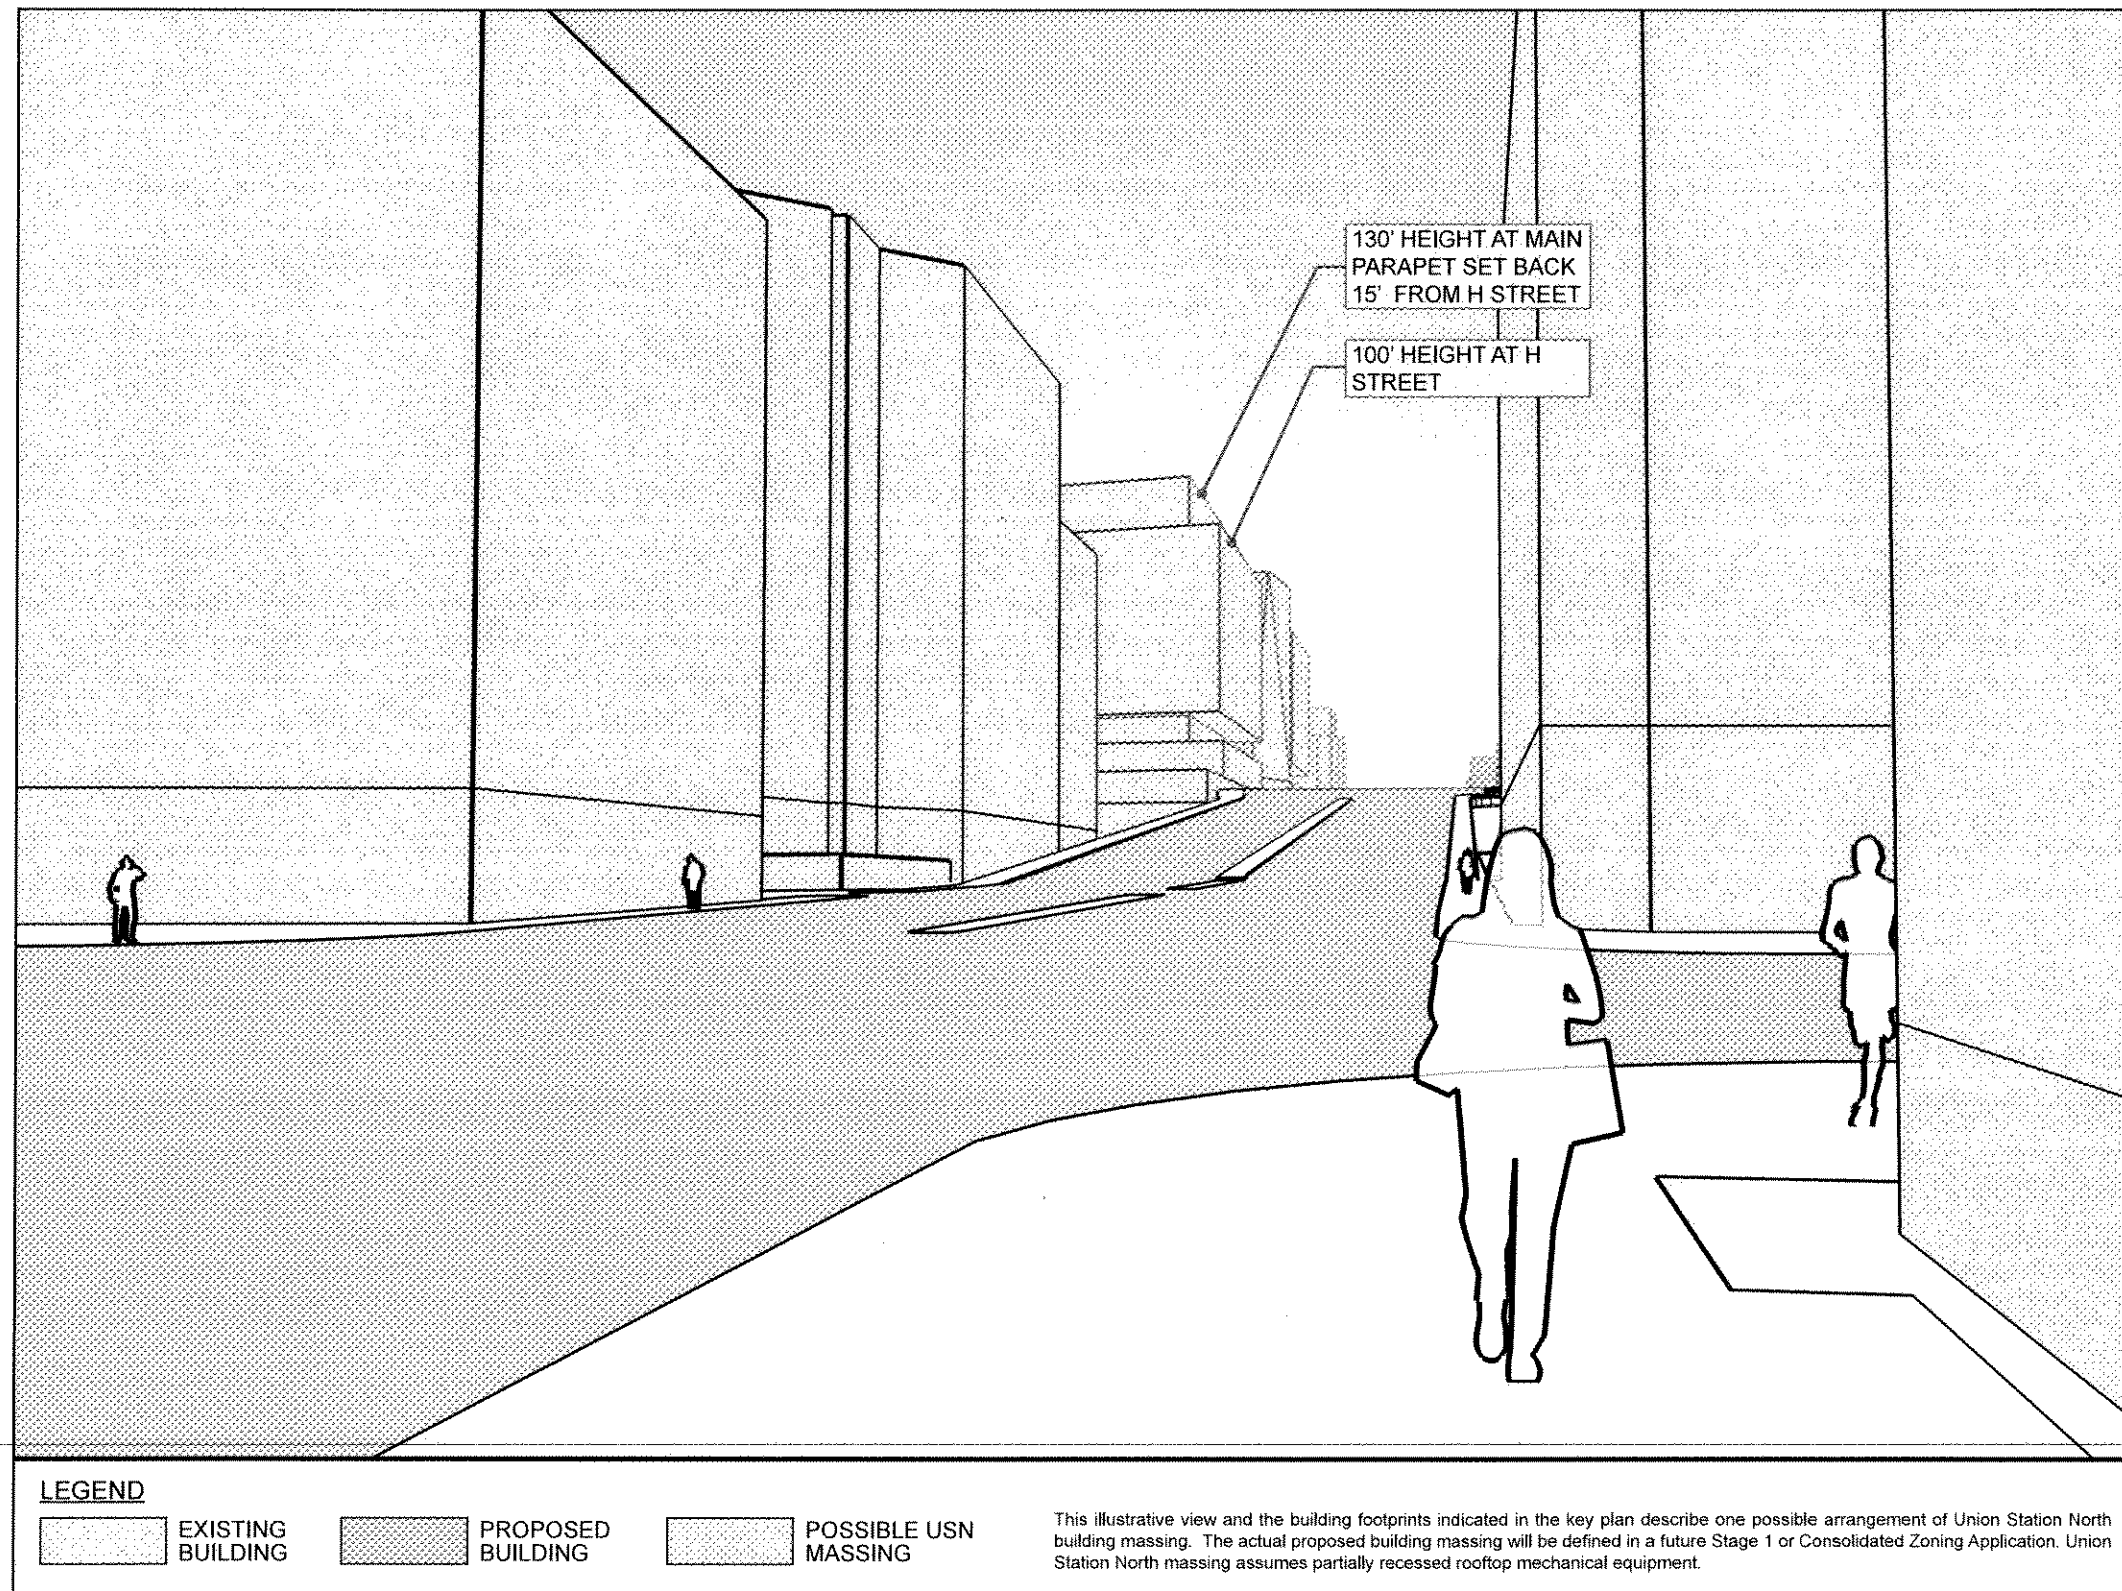 130' HEIGHT AT MAIN
PARAPET SET BACK
15' FROM H STREET
100' HEIGHT AT H
STREET
LEGEND
EXISTING
BUILDING
PROPOSED
BUILDING
POSSIBLE USN
MASSING
This illustrative view and the building footprints indicated in the key plan describe one possible arrangement of Union Station North
building massing. The actual proposed building massing will be defined in a future Stage 1 or Consolidated Zoning Application. Union
Station North massing assumes partially recessed rooftop mechanical equipment.